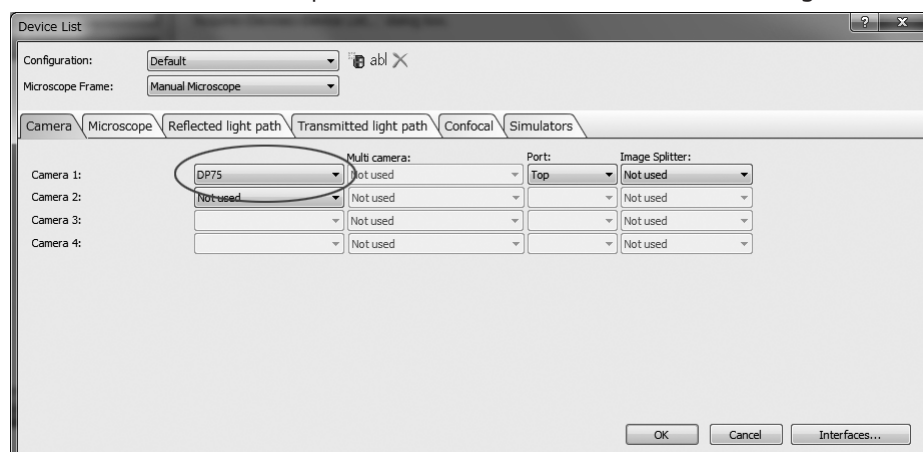 Device List
Configuration: Default abl
Microscope Frame: Manual Microscope
Camera Microscope Reflected light path Transmitted light path Confocal Simulators
Multi camera: Port: Image Splitter:
Camera 1: DP75 Not used Top Not used
Camera 2: Not used Not used Not used
Camera 3: Not used Not used
Camera 4: Not used Not used
OK Cancel Interfaces...